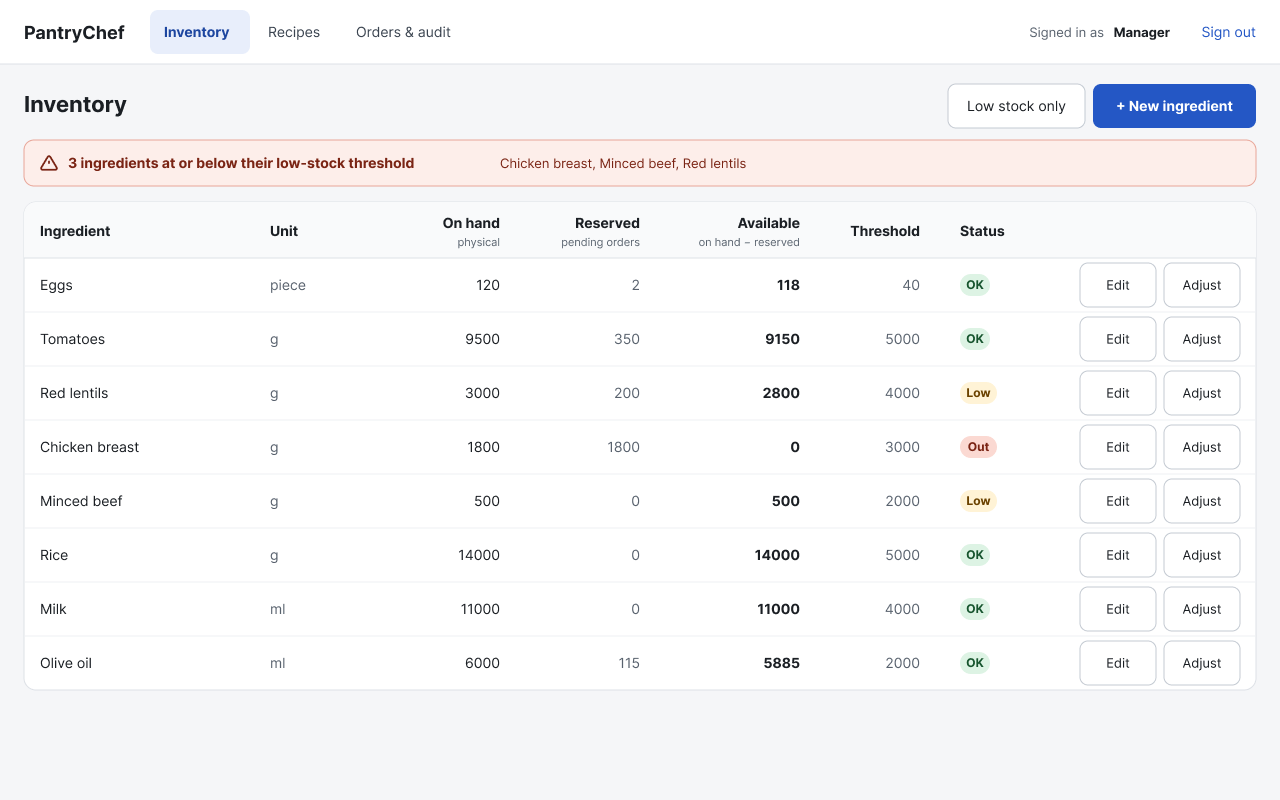 PantryChef Inventory Recipes Orders & audit Signed in as Manager Sign out
Inventory Low stock only + New ingredient
3 ingredients at or below their low-stock threshold Chicken breast, Minced beef, Red lentils
Ingredient Unit On hand Reserved Available Threshold Status
physical pending orders on hand − reserved
Eggs piece 120 2 118 40 OK Edit Adjust
Tomatoes g 9500 350 9150 5000 OK Edit Adjust
Red lentils g 3000 200 2800 4000 Low Edit Adjust
Chicken breast g 1800 1800 0 3000 Out Edit Adjust
Minced beef g 500 0 500 2000 Low Edit Adjust
Rice g 14000 0 14000 5000 OK Edit Adjust
Milk ml 11000 0 11000 4000 OK Edit Adjust
Olive oil ml 6000 115 5885 2000 OK Edit Adjust